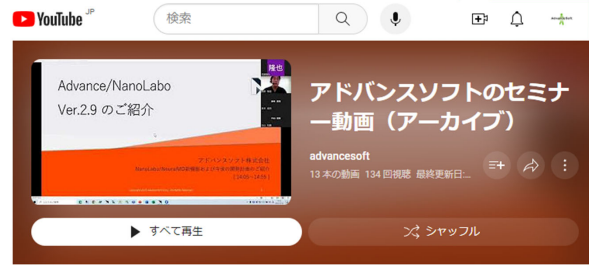 YouTube JP
検索
隆也
Advance/NanoLabo
Ver.2.9 のご紹介
アドバンスソフト株式会社
アドバンスソフトのセミナ
ー動画（アーカイブ）
advancesoft
13 本の動画 134 回視聴 最終更新日:...
すべて再生
シャッフル